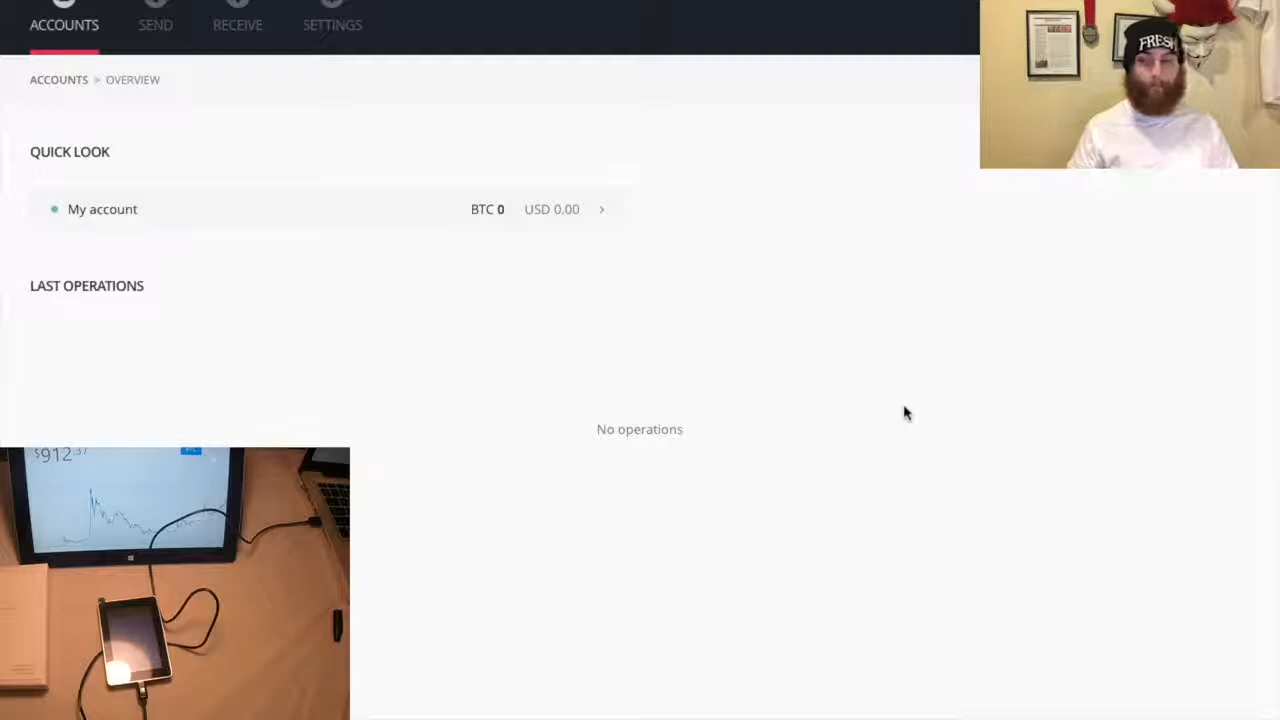 ACCOUNTS SEND RECEIVE SETTINGS
ACCOUNTS > OVERVIEW
FRESH
QUICK LOOK
My account BTC 0 USD 0.00 >
LAST OPERATIONS
No operations
$912.37